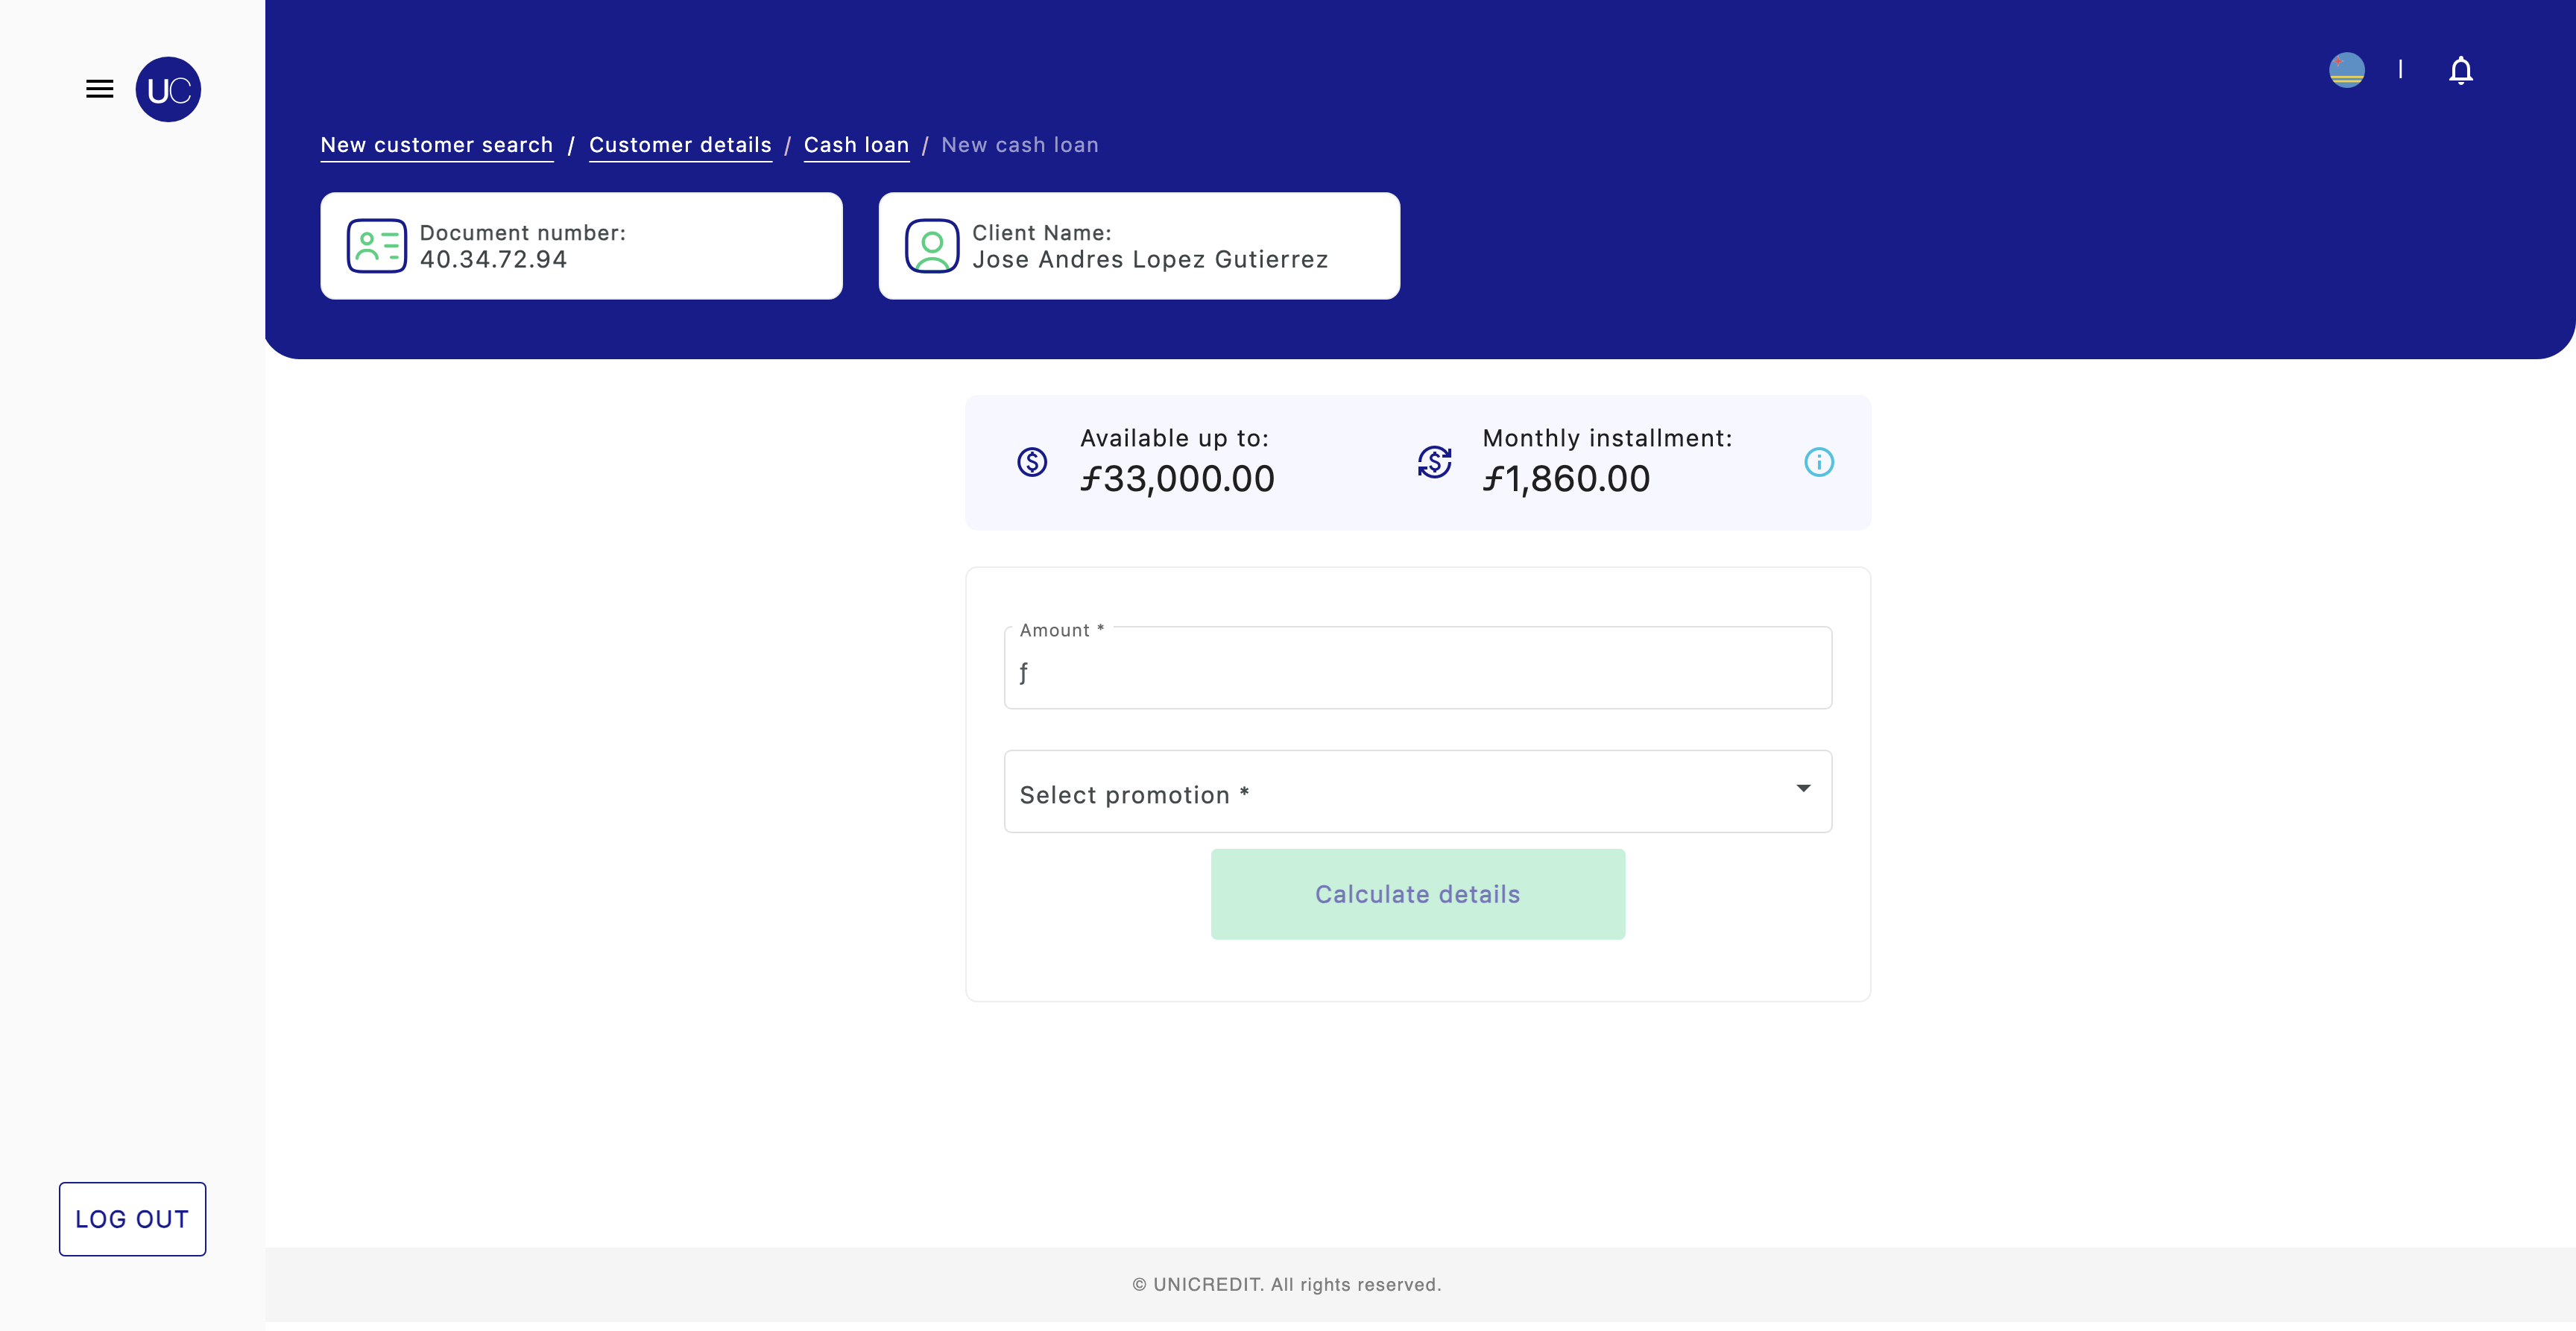 UC
New customer search / Customer details / Cash loan / New cash loan
Document number:
40.34.72.94
Client Name:
Jose Andres Lopez Gutierrez
Available up to:
ƒ33,000.00
Monthly installment:
ƒ1,860.00
Amount *
ƒ
Select promotion *
Calculate details
LOG OUT
© UNICREDIT. All rights reserved.